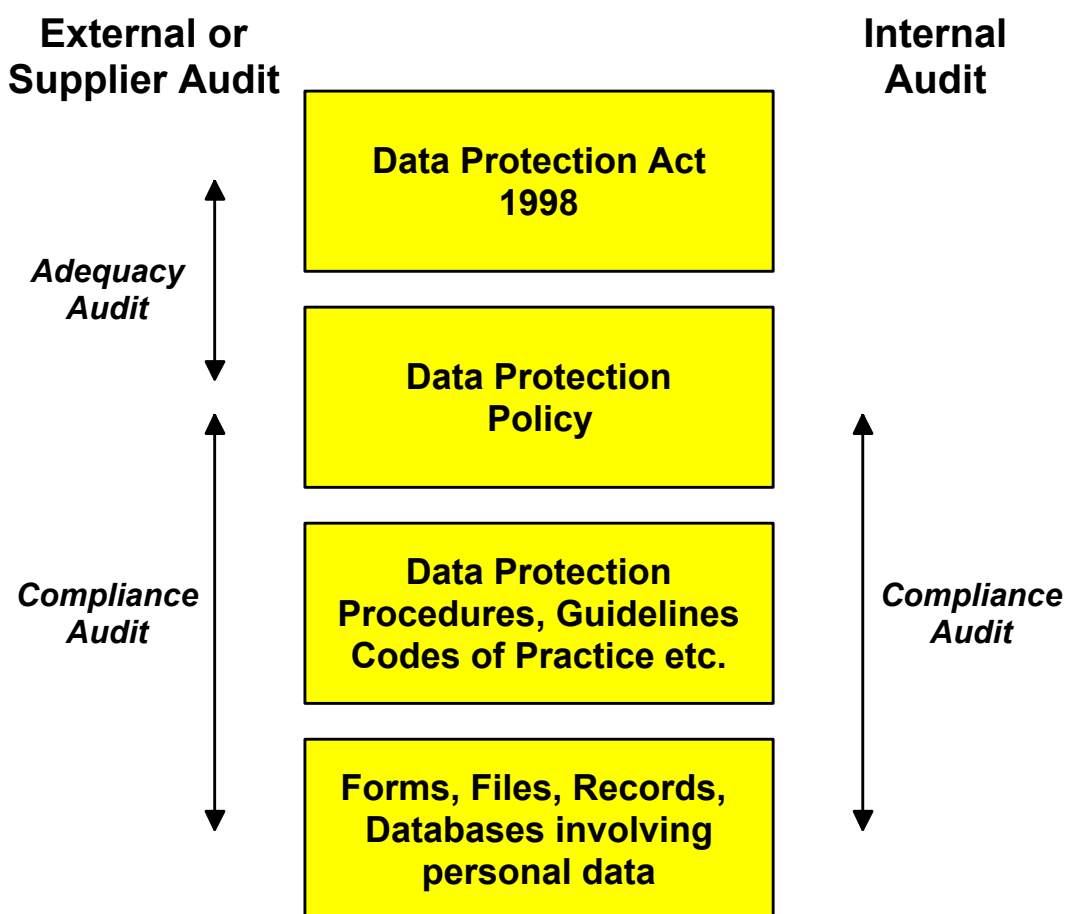 External or
Supplier Audit
Internal
Audit
Data Protection Act
1998
Adequacy
Audit
Data Protection
Policy
Compliance
Audit
Data Protection
Procedures, Guidelines
Codes of Practice etc.
Compliance
Audit
Forms, Files, Records,
Databases involving
personal data